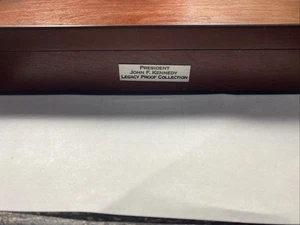 President
John F. Kennedy
Legacy Proof Collection